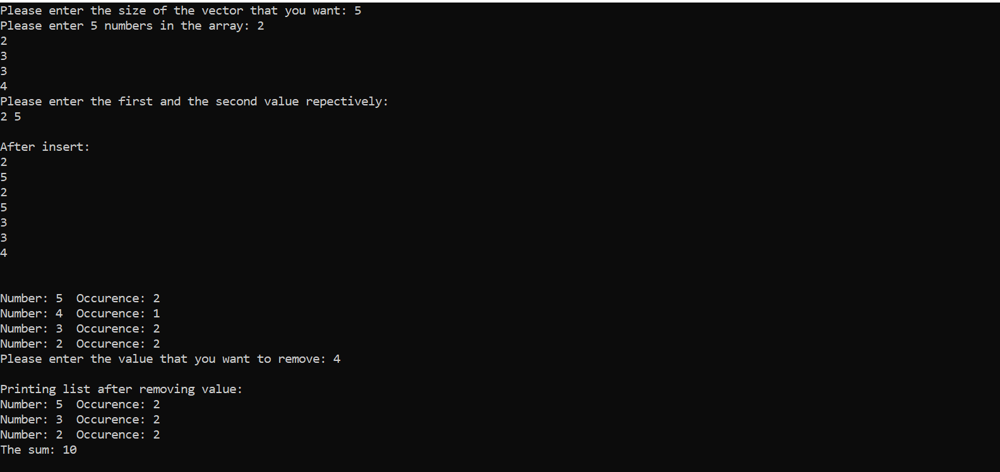 Please enter the size of the vector that you want: 5
Please enter 5 numbers in the array: 2
2
3
3
4
Please enter the first and the second value repectively:
2 5
After insert:
2
5
2
5
3
3
4
Number: 5  Occurence: 2
Number: 4  Occurence: 1
Number: 3  Occurence: 2
Number: 2  Occurence: 2
Please enter the value that you want to remove: 4
Printing list after removing value:
Number: 5  Occurence: 2
Number: 3  Occurence: 2
Number: 2  Occurence: 2
The sum: 10